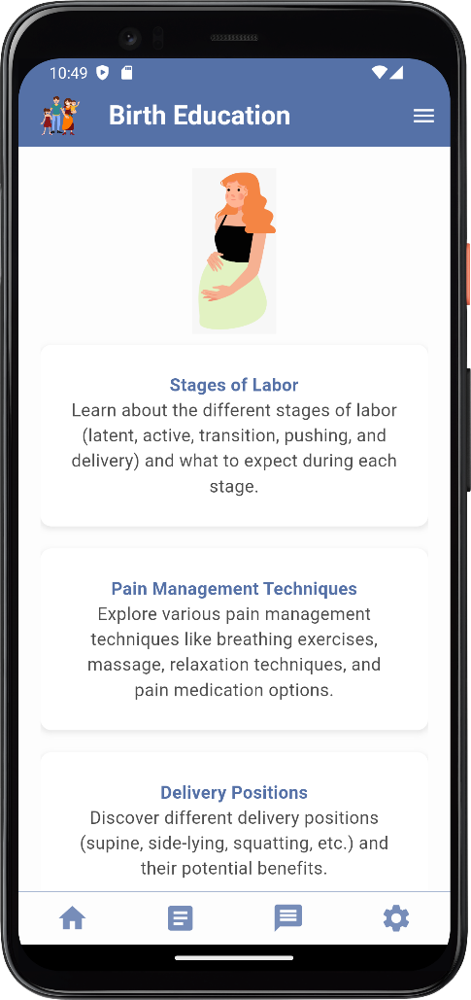 10:49
Birth Education
Stages of Labor
Learn about the different stages of labor
(latent, active, transition, pushing, and
delivery) and what to expect during each
stage.
Pain Management Techniques
Explore various pain management
techniques like breathing exercises,
massage, relaxation techniques, and
pain medication options.
Delivery Positions
Discover different delivery positions
(supine, side-lying, squatting, etc.) and
their potential benefits.